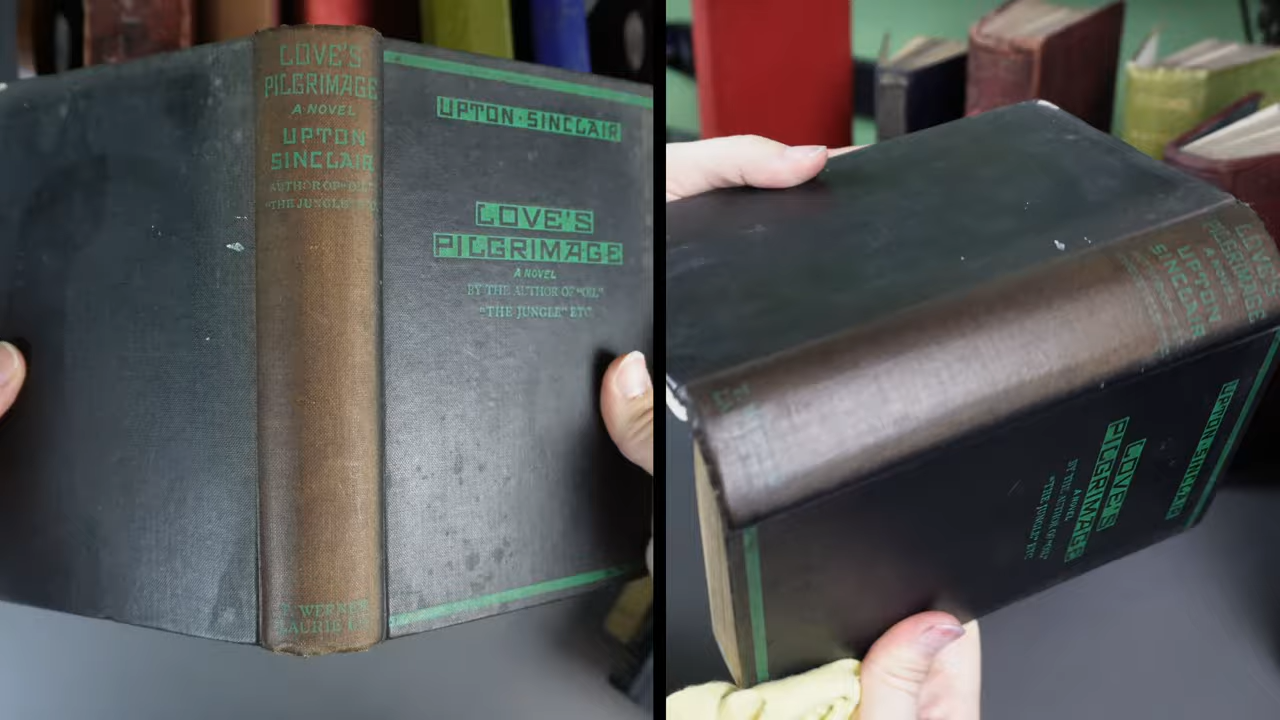 LOVE'S
PILGRIMAGE
A NOVEL
UPTON
SINCLAIR
AUTHOR OF "OIL"
"THE JUNGLE" ETC
T. WERNER
LAURIE LTD
UPTON·SINCLAIR
LOVE'S
PILGRIMAGE
A NOVEL
BY THE AUTHOR OF "OIL"
"THE JUNGLE" ETC
LOVE'S
PILGRIMAGE
A NOVEL
UPTON
SINCLAIR
UPTON·SINCLAIR
LOVE'S
PILGRIMAGE
A NOVEL
BY THE AUTHOR OF "OIL"
"THE JUNGLE" ETC